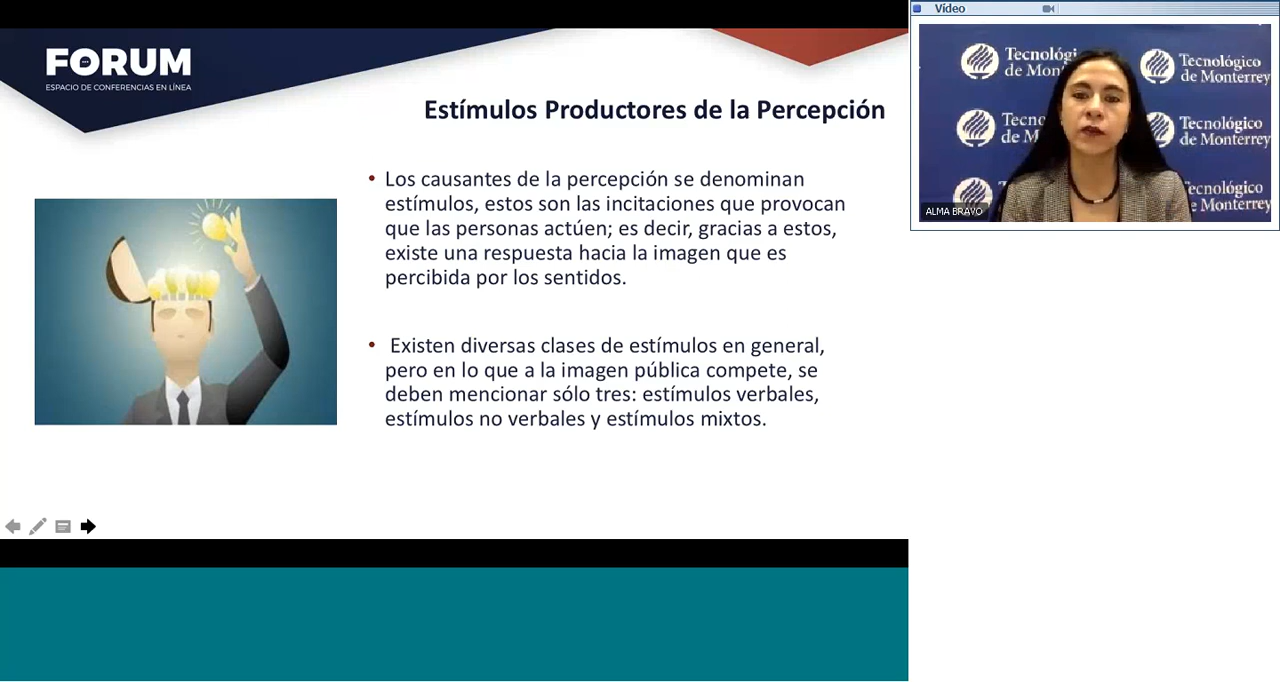 FORUM
ESPACIO DE CONFERENCIAS EN LÍNEA
Estímulos Productores de la Percepción
• Los causantes de la percepción se denominan
estímulos, estos son las incitaciones que provocan
que las personas actúen; es decir, gracias a estos,
existe una respuesta hacia la imagen que es
percibida por los sentidos.
• Existen diversas clases de estímulos en general,
pero en lo que a la imagen pública compete, se
deben mencionar sólo tres: estímulos verbales,
estímulos no verbales y estímulos mixtos.
Vídeo
Tecnológico
de Monterrey
Tecnológico
de Monterrey
ecnológico
e Monterrey
ALMA BRAVO